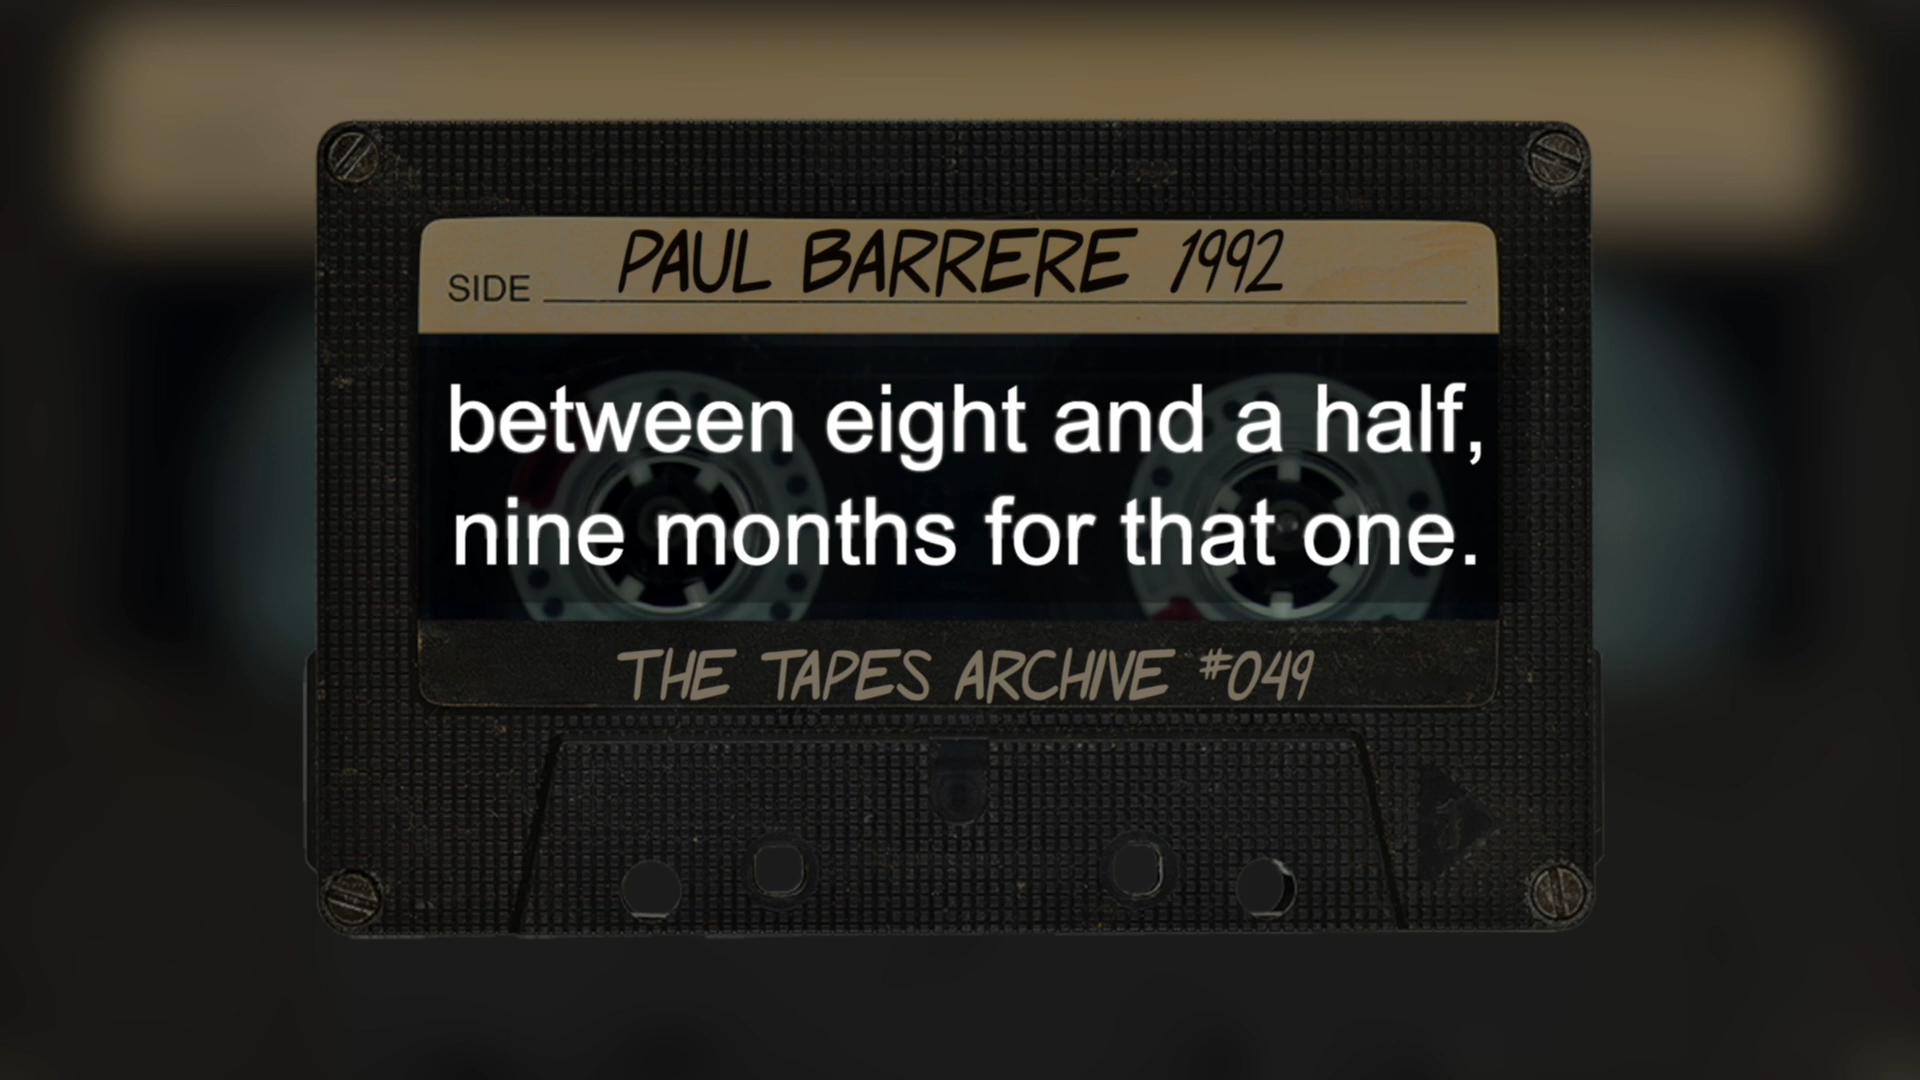 PAUL BARRERE 1992
SIDE
between eight and a half,
nine months for that one.
THE TAPES ARCHIVE #049